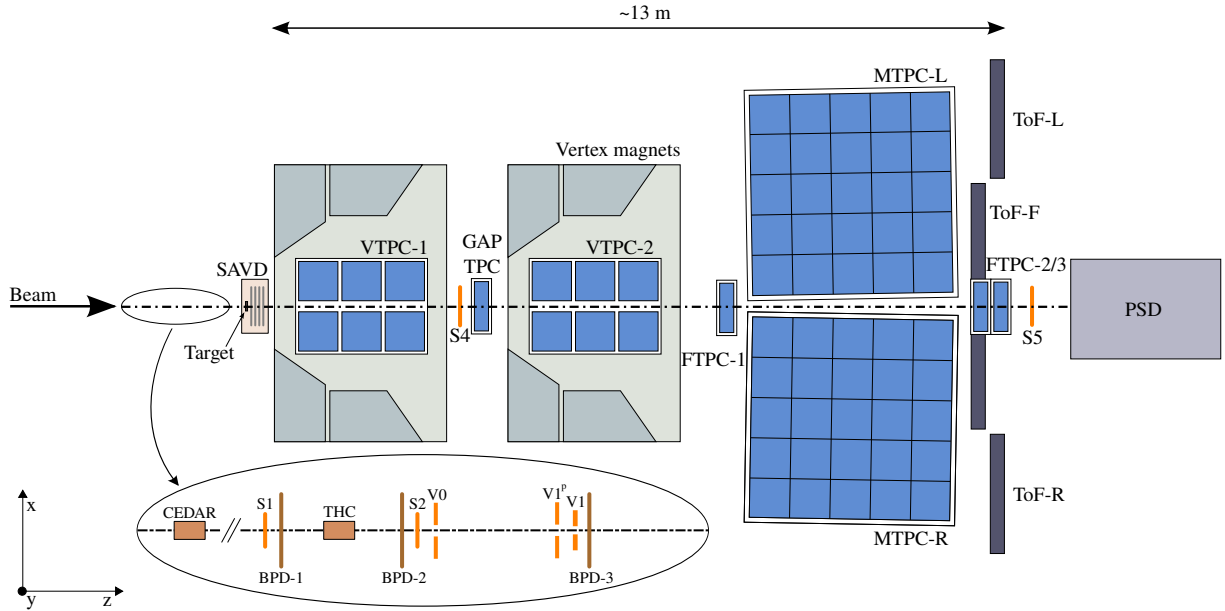 ~13 m
MTPC-L
ToF-L
Vertex magnets
ToF-F
VTPC-1
GAP
TPC
VTPC-2
SAVD
FTPC-2/3
Beam
PSD
Target
S4
FTPC-1
S5
ToF-R
MTPC-R
x
y
z
CEDAR
S1
THC
S2
V0
V1p
V1
BPD-1
BPD-2
BPD-3